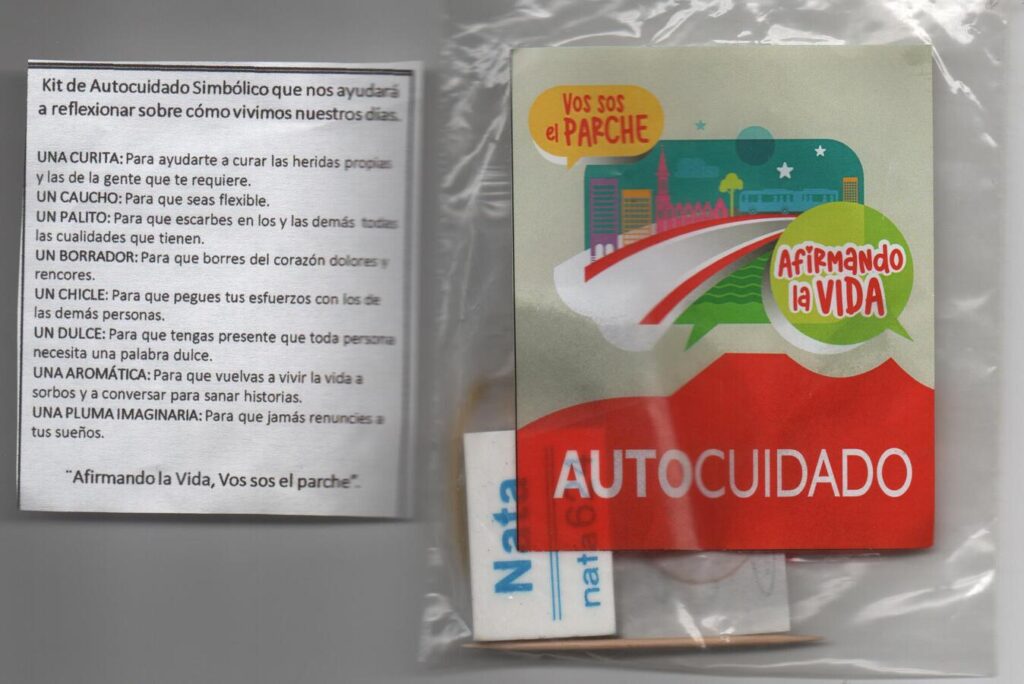 Kit de Autocuidado Simbólico que nos ayudará
a reflexionar sobre cómo vivimos nuestros días.
UNA CURITA: Para ayudarte a curar las heridas propias
y las de la gente que te requiere.
UN CAUCHO: Para que seas flexible.
UN PALITO: Para que escarbes en los y las demás todas
las cualidades que tienen.
UN BORRADOR: Para que borres del corazón dolores y
rencores.
UN CHICLE: Para que pegues tus esfuerzos con los de
las demás personas.
UN DULCE: Para que tengas presente que toda persona
necesita una palabra dulce.
UNA AROMÁTICA: Para que vuelvas a vivir la vida a
sorbos y a conversar para sanar historias.
UNA PLUMA IMAGINARIA: Para que jamás renuncies a
tus sueños.
¨Afirmando la Vida, Vos sos el parche¨.
Vos sos
el PARCHE
Afirmando
la VIDA
AUTOCUIDADO
Nata
nata 624